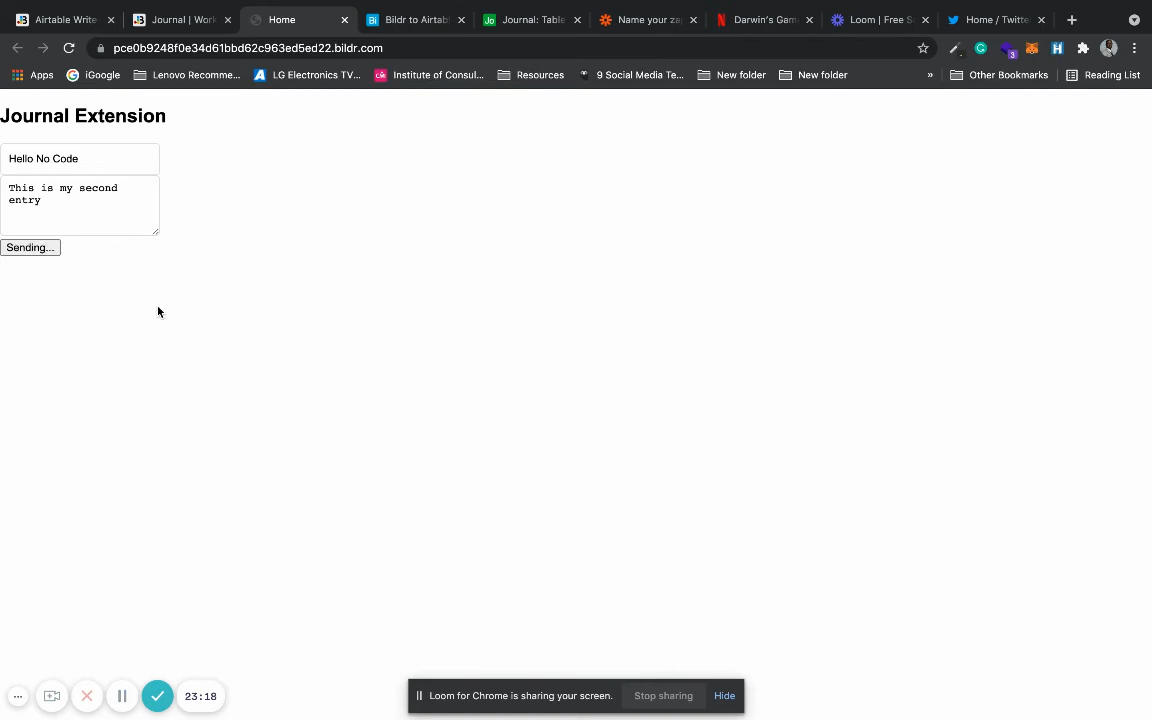 Airtable Write
Journal | Work
Home
Bildr to Airtabl
Journal: Table
Name your za
Darwin's Gam
Loom | Free S
Home / Twitte
pce0b9248f0e34d61bbd62c963ed5ed22.bildr.com
3
Apps
iGoogle
Lenovo Recomme...
LG Electronics TV...
Institute of Consul...
Resources
9 Social Media Te...
New folder
New folder
»
Other Bookmarks
Reading List
Journal Extension
Hello No Code
This is my second
entry
Sending...
23:18
Loom for Chrome is sharing your screen.
Stop sharing
Hide